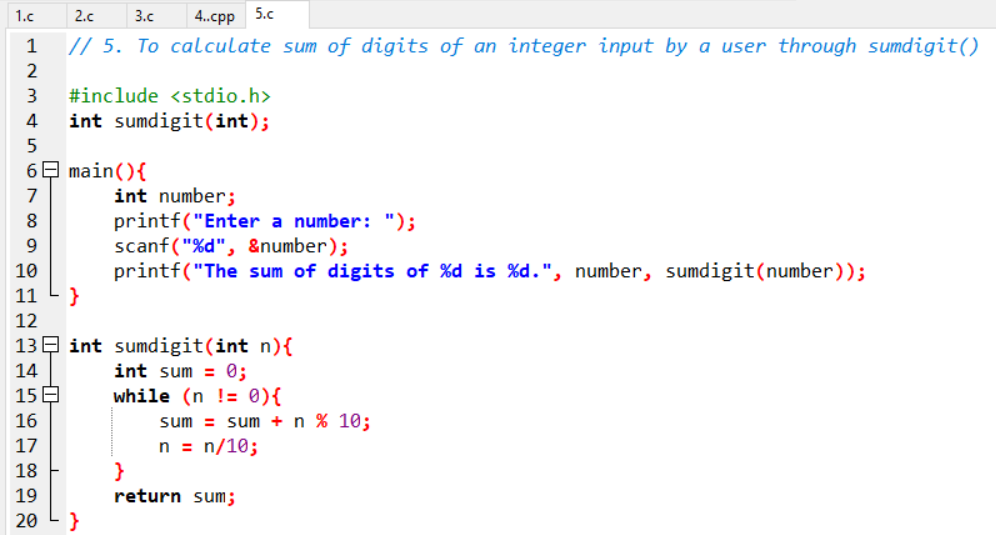 1.c 2.c 3.c 4..cpp 5.c
1 // 5. To calculate sum of digits of an integer input by a user through sumdigit()
2
3 #include <stdio.h>
4 int sumdigit(int);
5
6 main(){
7     int number;
8     printf("Enter a number: ");
9     scanf("%d", &number);
10     printf("The sum of digits of %d is %d.", number, sumdigit(number));
11 }
12
13 int sumdigit(int n){
14     int sum = 0;
15     while (n != 0){
16         sum = sum + n % 10;
17         n = n/10;
18     }
19     return sum;
20 }